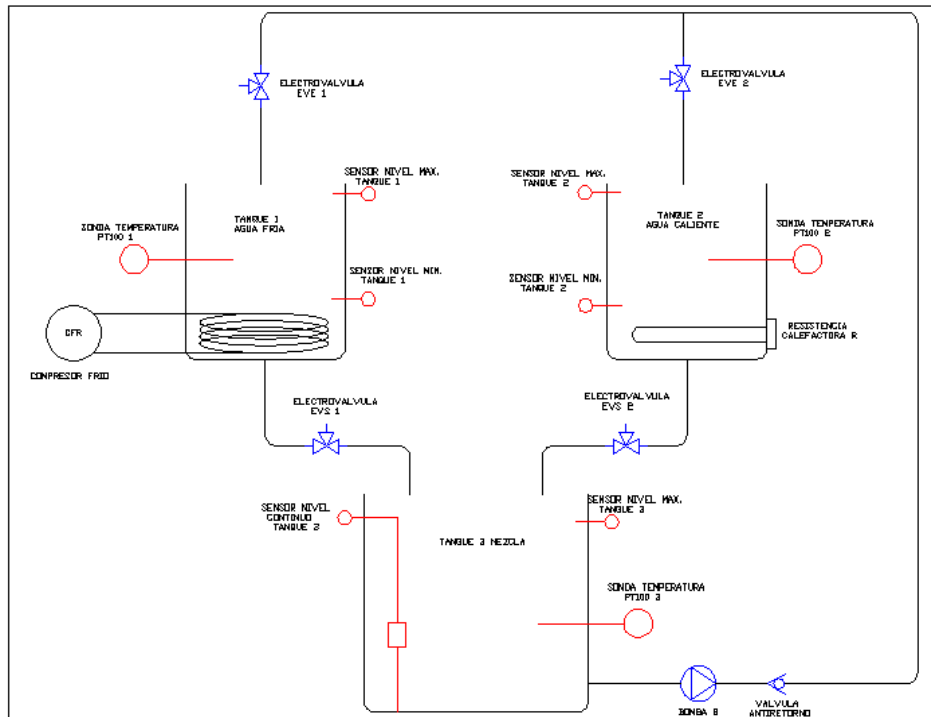 ELECTROVALVULA
EVE 1
ELECTROVALVULA
EVE 2
SENSOR NIVEL MAX.
TANQUE 1
SENSOR NIVEL MAX.
TANQUE 2
TANQUE 1
AGUA FRIA
TANQUE 2
AGUA CALIENTE
SONDA TEMPERATURA
PT100 1
SONDA TEMPERATURA
PT100 2
SENSOR NIVEL MIN.
TANQUE 1
SENSOR NIVEL MIN.
TANQUE 2
CFR
RESISTENCIA
CALEFACTORA R
COMPRESOR FRIO
ELECTROVALVULA
EVS 1
ELECTROVALVULA
EVS 2
SENSOR NIVEL
CONTINUO
TANQUE 3
SENSOR NIVEL MAX.
TANQUE 3
TANQUE 3 MEZCLA
SONDA TEMPERATURA
PT100 3
BOMBA B
VALVULA
ANTIRETORNO